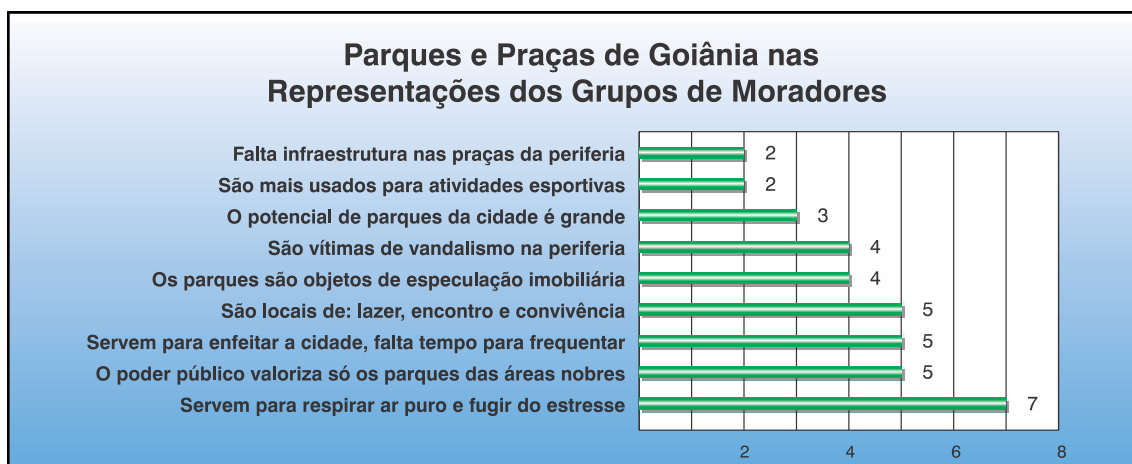 Parques e Praças de Goiânia nas
Representações dos Grupos de Moradores
Falta infraestrutura nas praças da periferia 2
São mais usados para atividades esportivas 2
O potencial de parques da cidade é grande 3
São vítimas de vandalismo na periferia 4
Os parques são objetos de especulação imobiliária 4
São locais de: lazer, encontro e convivência 5
Servem para enfeitar a cidade, falta tempo para frequentar 5
O poder público valoriza só os parques das áreas nobres 5
Servem para respirar ar puro e fugir do estresse 7
2 4 6 8